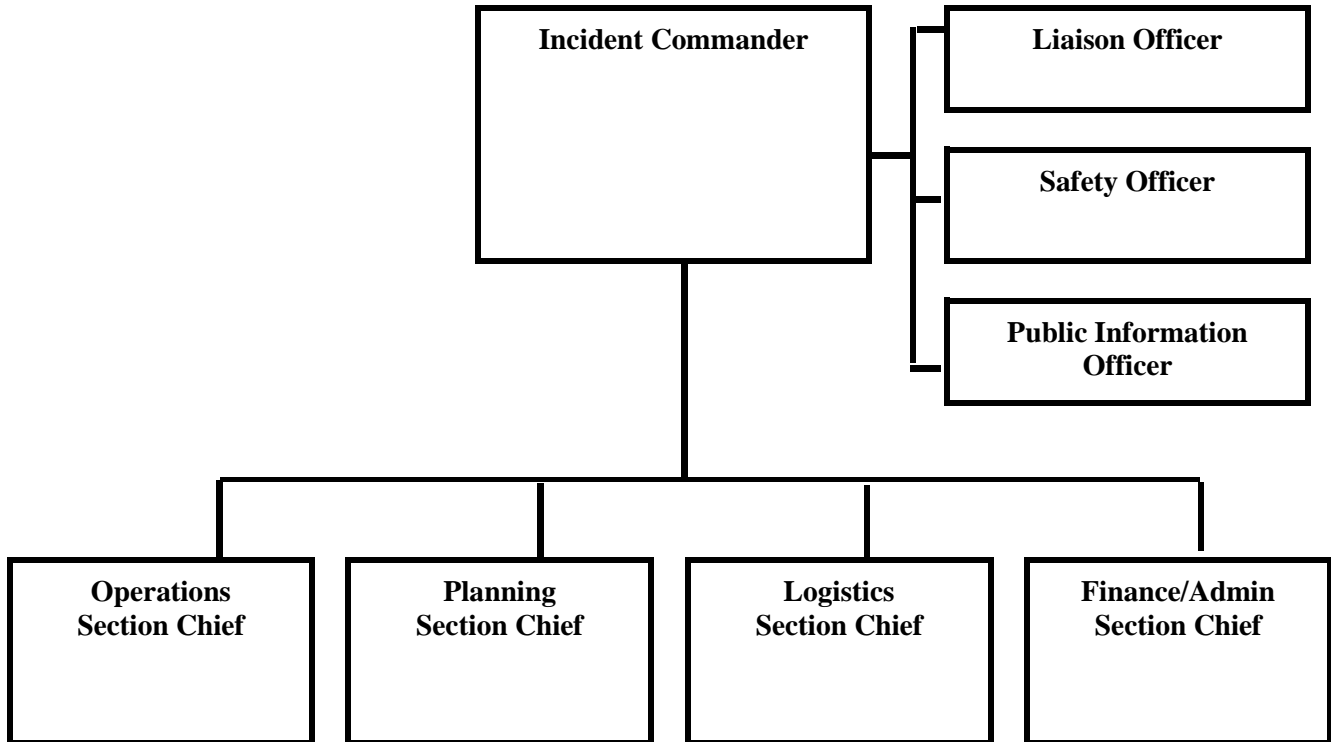 Incident Commander
Liaison Officer
Safety Officer
Public Information
Officer
Operations
Section Chief
Planning
Section Chief
Logistics
Section Chief
Finance/Admin
Section Chief